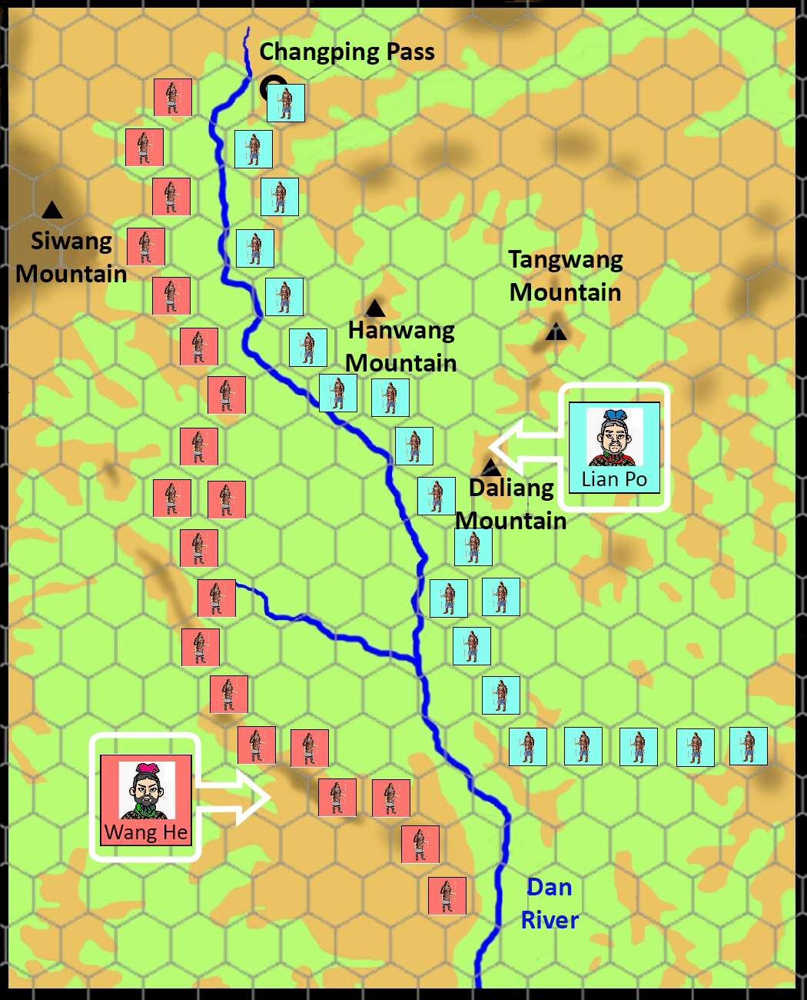 Changping Pass
Siwang
Mountain
Tangwang
Mountain
Hanwang
Mountain
Lian Po
Daliang
Mountain
Wang He
Dan
River